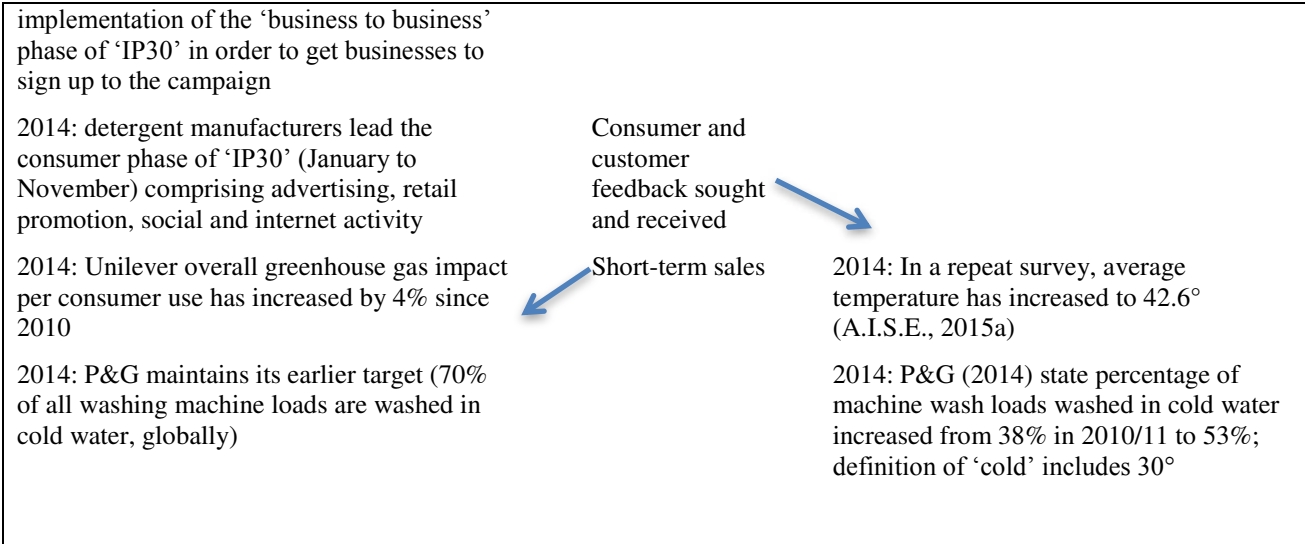 implementation of the ‘business to business’
phase of ‘IP30’ in order to get businesses to
sign up to the campaign
2014: detergent manufacturers lead the
consumer phase of ‘IP30’ (January to
November) comprising advertising, retail
promotion, social and internet activity
Consumer and
customer
feedback sought
and received
2014: Unilever overall greenhouse gas impact
per consumer use has increased by 4% since
2010
Short-term sales
2014: In a repeat survey, average
temperature has increased to 42.6°
(A.I.S.E., 2015a)
2014: P&G maintains its earlier target (70%
of all washing machine loads are washed in
cold water, globally)
2014: P&G (2014) state percentage of
machine wash loads washed in cold water
increased from 38% in 2010/11 to 53%;
definition of ‘cold’ includes 30°